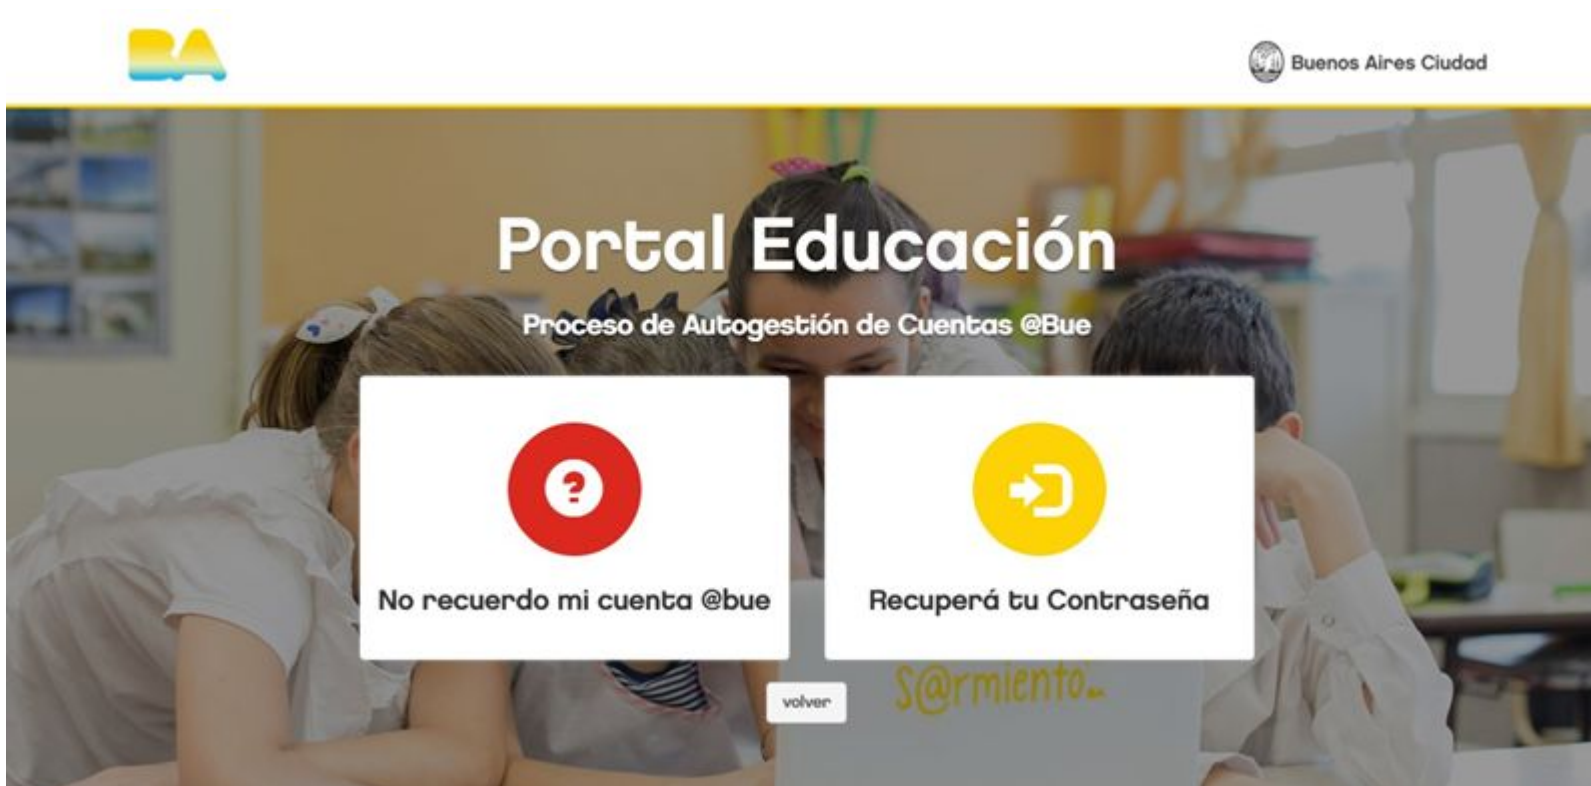 BA
Buenos Aires Ciudad
Portal Educación
Proceso de Autogestión de Cuentas @Bue
?
No recuerdo mi cuenta @bue
Recuperá tu Contraseña
S@rmiento
volver